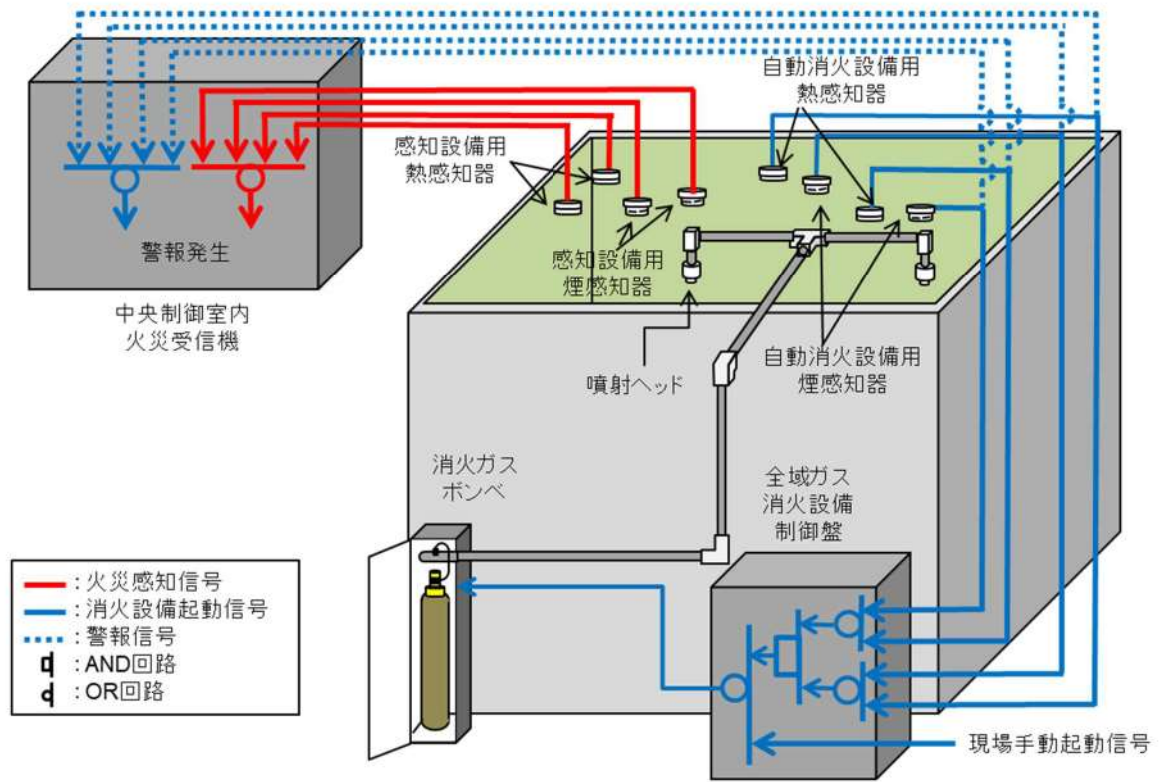 自動消火設備用
熱感知器
感知設備用
熱感知器
警報発生
感知設備用
煙感知器
中央制御室内
火災受信機
自動消火設備用
煙感知器
噴射ヘッド
消火ガス
ボンベ
全域ガス
消火設備
制御盤
:火災感知信号
:消火設備起動信号
:警報信号
:AND回路
:OR回路
現場手動起動信号